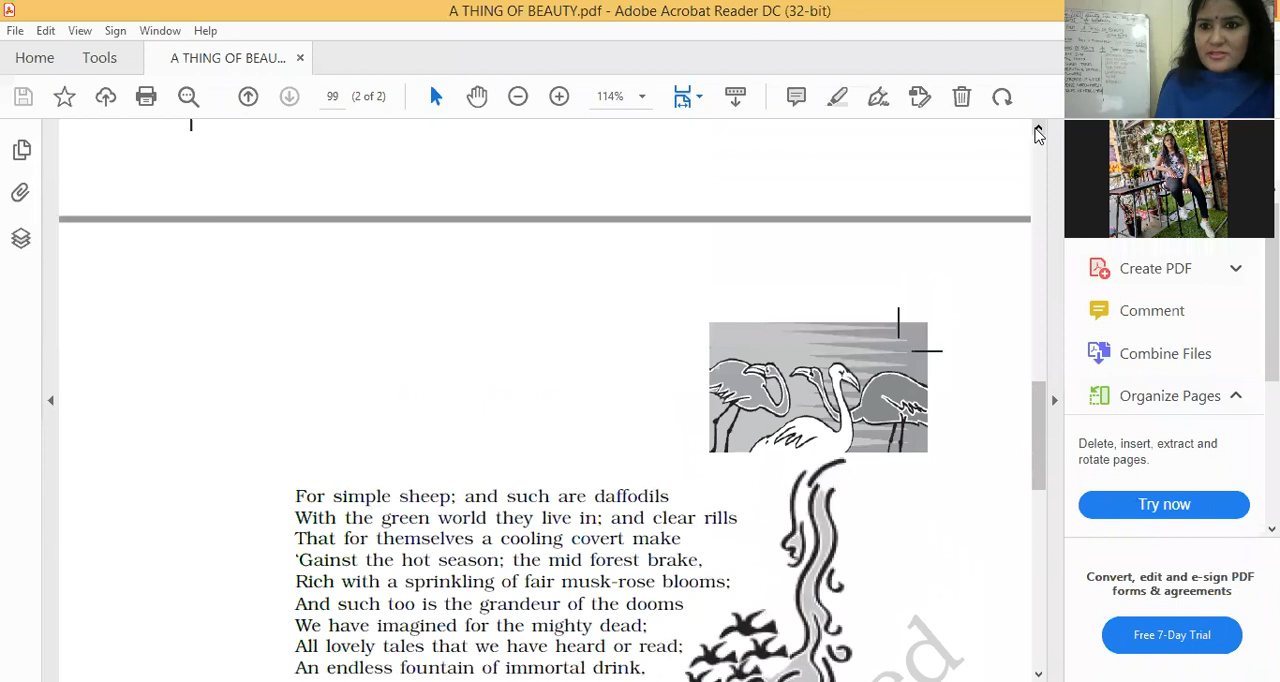 A THING OF BEAUTY.pdf - Adobe Acrobat Reader DC (32-bit)
File Edit View Sign Window Help
Home Tools A THING OF BEAU... ×
99 (2 of 2) 114%
Create PDF
Comment
Combine Files
Organize Pages
Delete, insert, extract and
rotate pages.
Try now
Convert, edit and e-sign PDF
forms & agreements
Free 7-Day Trial
For simple sheep; and such are daffodils
With the green world they live in; and clear rills
That for themselves a cooling covert make
‘Gainst the hot season; the mid forest brake,
Rich with a sprinkling of fair musk-rose blooms;
And such too is the grandeur of the dooms
We have imagined for the mighty dead;
All lovely tales that we have heard or read;
An endless fountain of immortal drink,
ed